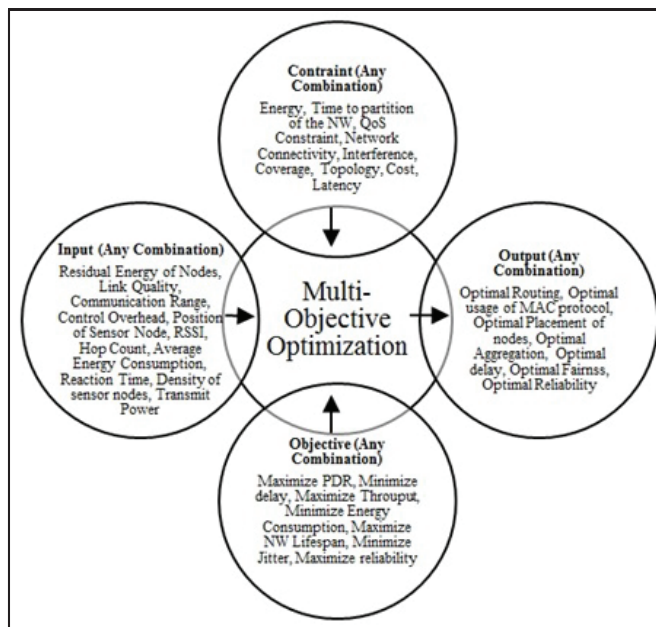 Contraint (Any
Combination)
Energy, Time to partition
of the NW, QoS
Constraint, Network
Connectivity, Interference,
Coverage, Topology, Cost,
Latency
Input (Any Combination)
Residual Energy of Nodes,
Link Quality,
Communication Range,
Control Overhead, Position
of Sensor Node, RSSI,
Hop Count, Average
Energy Consumption,
Reaction Time, Density of
sensor nodes, Transmit
Power
Multi-
Objective
Optimization
Output (Any
Combination)
Optimal Routing, Optimal
usage of MAC protocol,
Optimal Placement of
nodes, Optimal
Aggregation, Optimal
delay, Optimal Fairnss,
Optimal Reliability
Objective (Any
Combination)
Maximize PDR, Minimize
delay, Maximize Throuput,
Minimize Energy
Consumption, Maximize
NW Lifespan, Minimize
Jitter, Maximize reliability